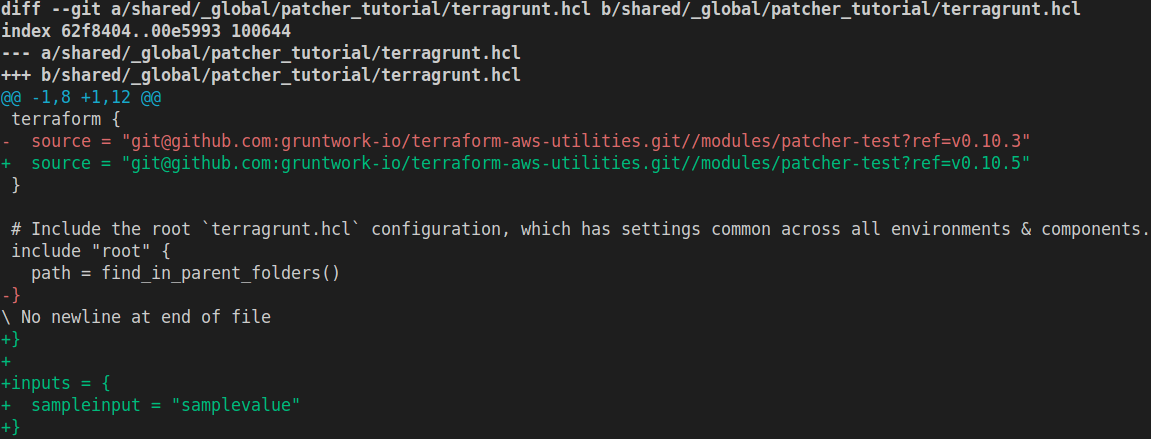 diff --git a/shared/_global/patcher_tutorial/terragrunt.hcl b/shared/_global/patcher_tutorial/terragrunt.hcl
index 62f8404..00e5993 100644
--- a/shared/_global/patcher_tutorial/terragrunt.hcl
+++ b/shared/_global/patcher_tutorial/terragrunt.hcl
@@ -1,8 +1,12 @@
 terraform {
-  source = "git@github.com:gruntwork-io/terraform-aws-utilities.git//modules/patcher-test?ref=v0.10.3"
+  source = "git@github.com:gruntwork-io/terraform-aws-utilities.git//modules/patcher-test?ref=v0.10.5"
 }

 # Include the root `terragrunt.hcl` configuration, which has settings common across all environments & components.
 include "root" {
   path = find_in_parent_folders()
-}
\ No newline at end of file
+}
+
+inputs = {
+  sampleinput = "samplevalue"
+}